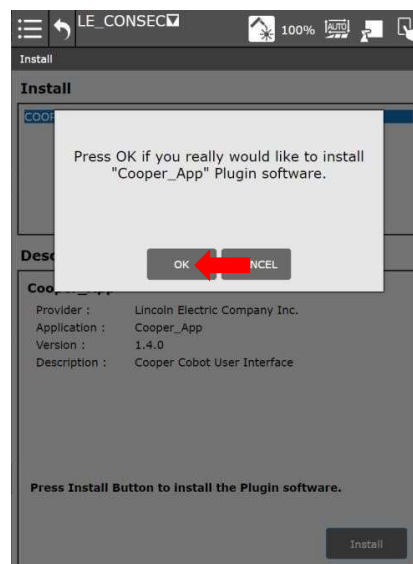 LE_CONSEC
100%
AUTO
Install
Install
Press OK if you really would like to install
"Cooper_App" Plugin software.
OK
Provider : Lincoln Electric Company Inc.
Application : Cooper_App
Version : 1.4.0
Description : Cooper Cobot User Interface
Press Install Button to install the Plugin software.
Install